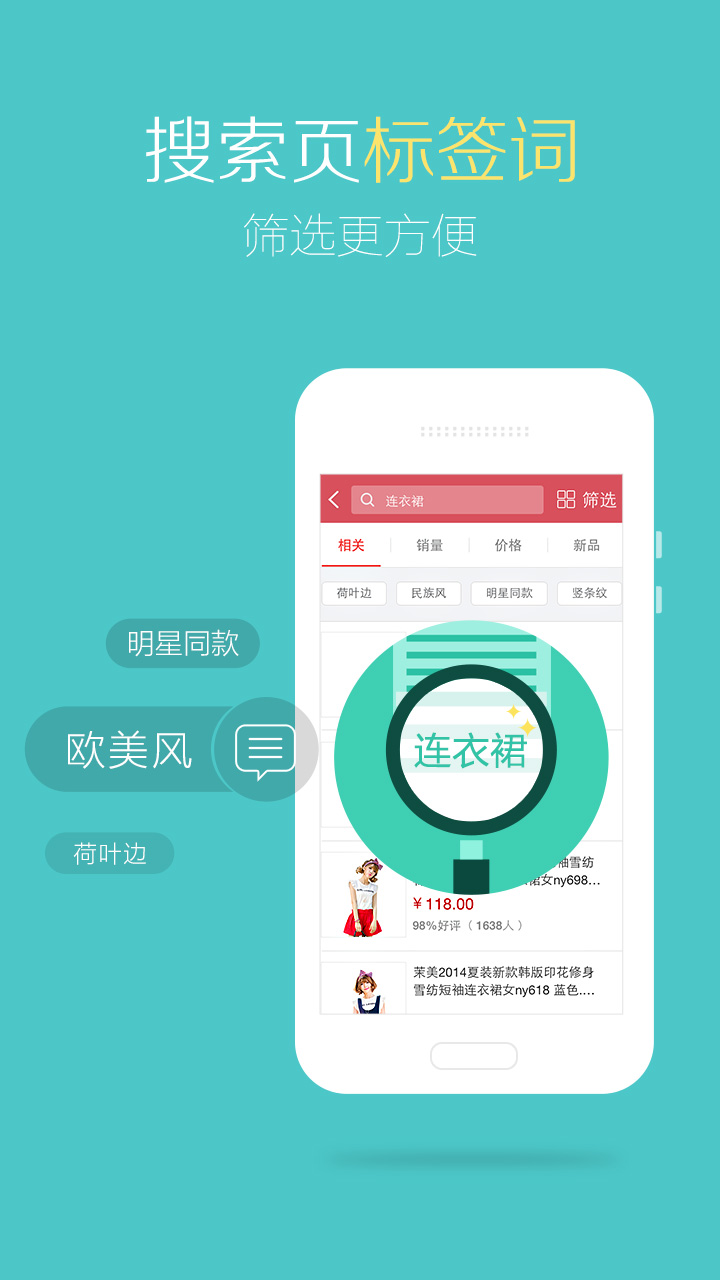 搜索页标签词
筛选更方便
连衣裙
筛选
相关 销量 价格 新品
荷叶边 民族风 明星同款 竖条纹
明星同款
欧美风
荷叶边
连衣裙
袖雪纺
裙女ny698...
¥118.00
98%好评（1638人）
茉美2014夏装新款韩版印花修身
雪纺短袖连衣裙女ny618 蓝色....